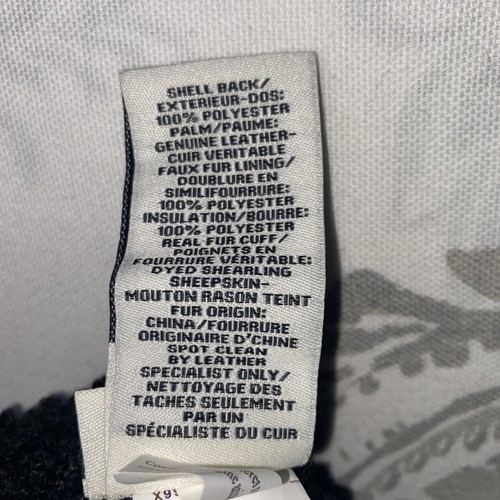 SHELL BACK/
EXTERIEUR-DOS:
100% POLYESTER
PALM/PAUME:
GENUINE LEATHER-
CUIR VERITABLE
FAUX FUR LINING/
DOUBLURE EN
SIMILIFOURRURE:
100% POLYESTER
INSULATION/BOURRE:
100% POLYESTER
REAL FUR CUFF/
POIGNETS EN
FOURRURE VÉRITABLE:
DYED SHEARLING
SHEEPSKIN-
MOUTON RASON TEINT
FUR ORIGIN:
CHINA/FOURRURE
ORIGINAIRE D'CHINE
SPOT CLEAN
BY LEATHER
SPECIALIST ONLY/
NETTOYAGE DES
TACHES SEULEMENT
PAR UN
SPÉCIALISTE DU CUIR